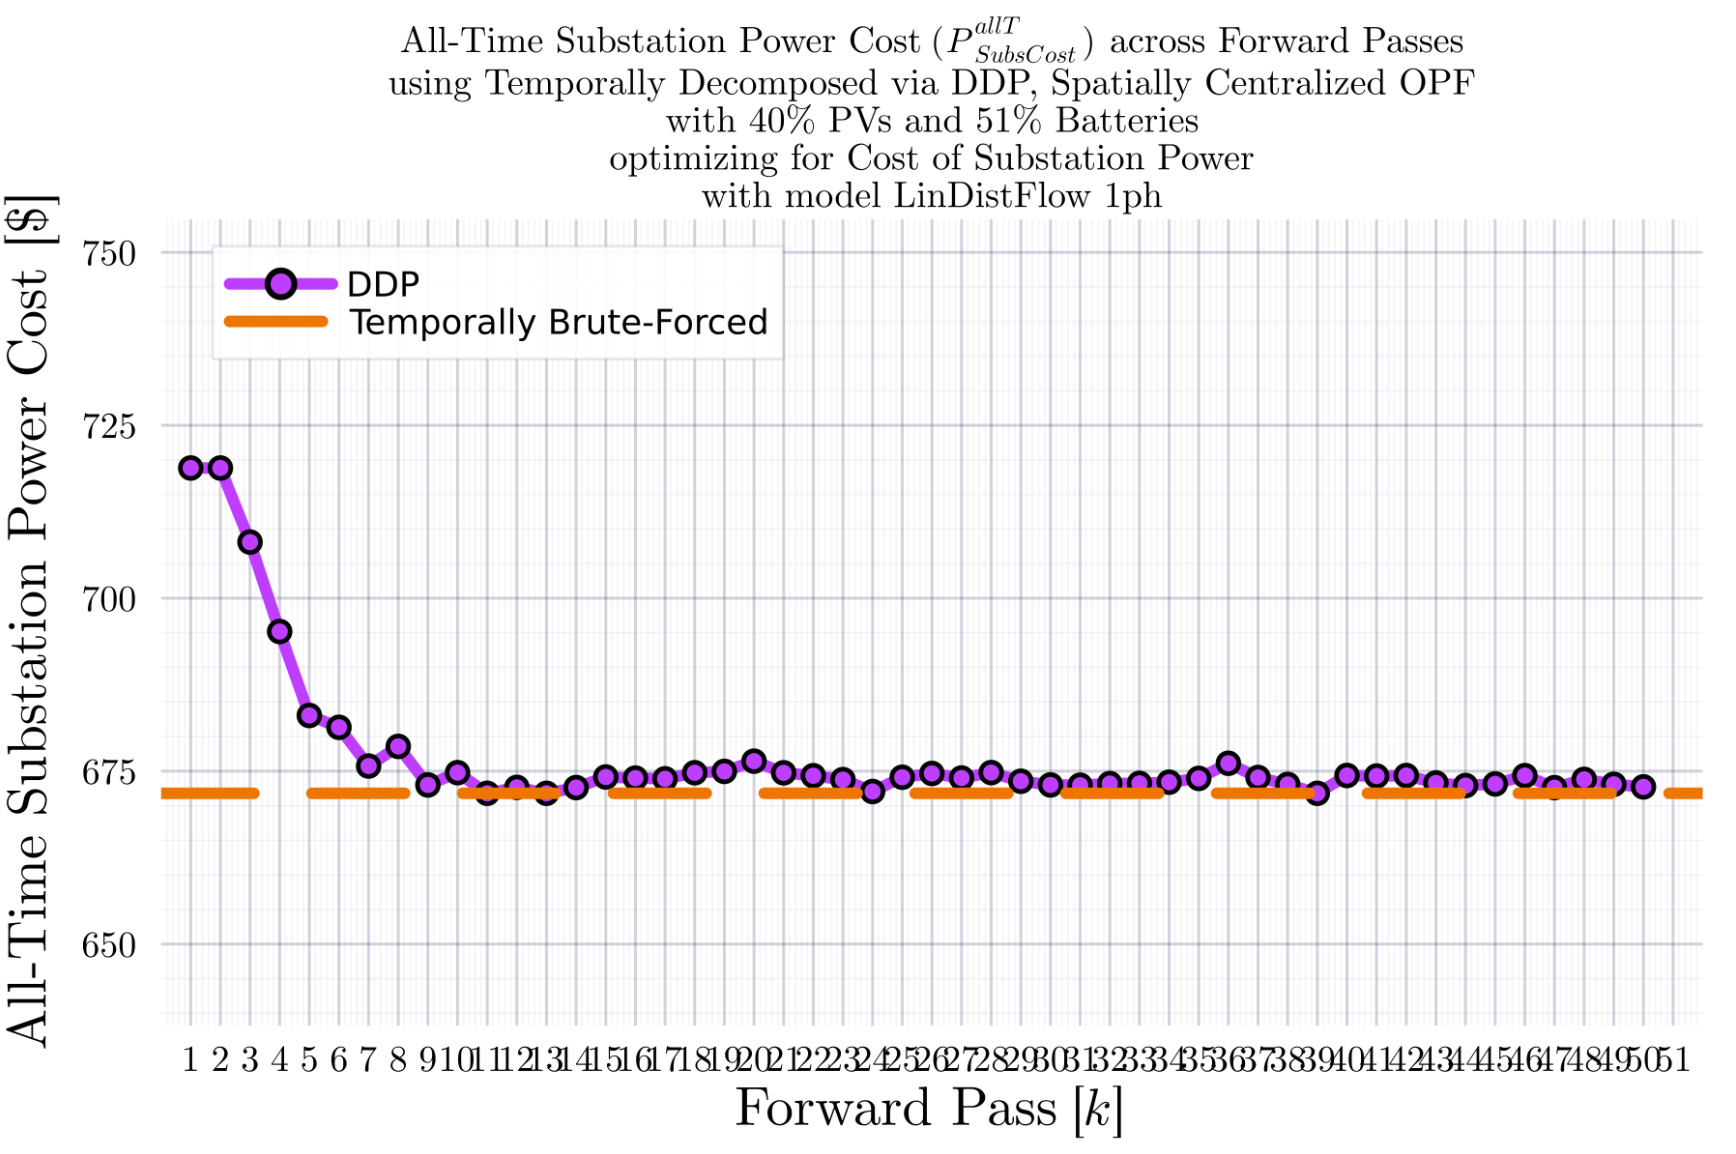 All-Time Substation Power Cost (P^{allT}_{SubsCost}) across Forward Passes
using Temporally Decomposed via DDP, Spatially Centralized OPF
with 40% PVs and 51% Batteries
optimizing for Cost of Substation Power
with model LinDistFlow 1ph
All-Time Substation Power Cost [$]
750
725
700
675
650
DDP
Temporally Brute-Forced
1 2 3 4 5 6 7 8 9 10 11 12 13 14 15 16 17 18 19 20 21 22 23 24 25 26 27 28 29 30 31 32 33 34 35 36 37 38 39 40 41 42 43 44 45 46 47 48 49 50 51
Forward Pass [k]